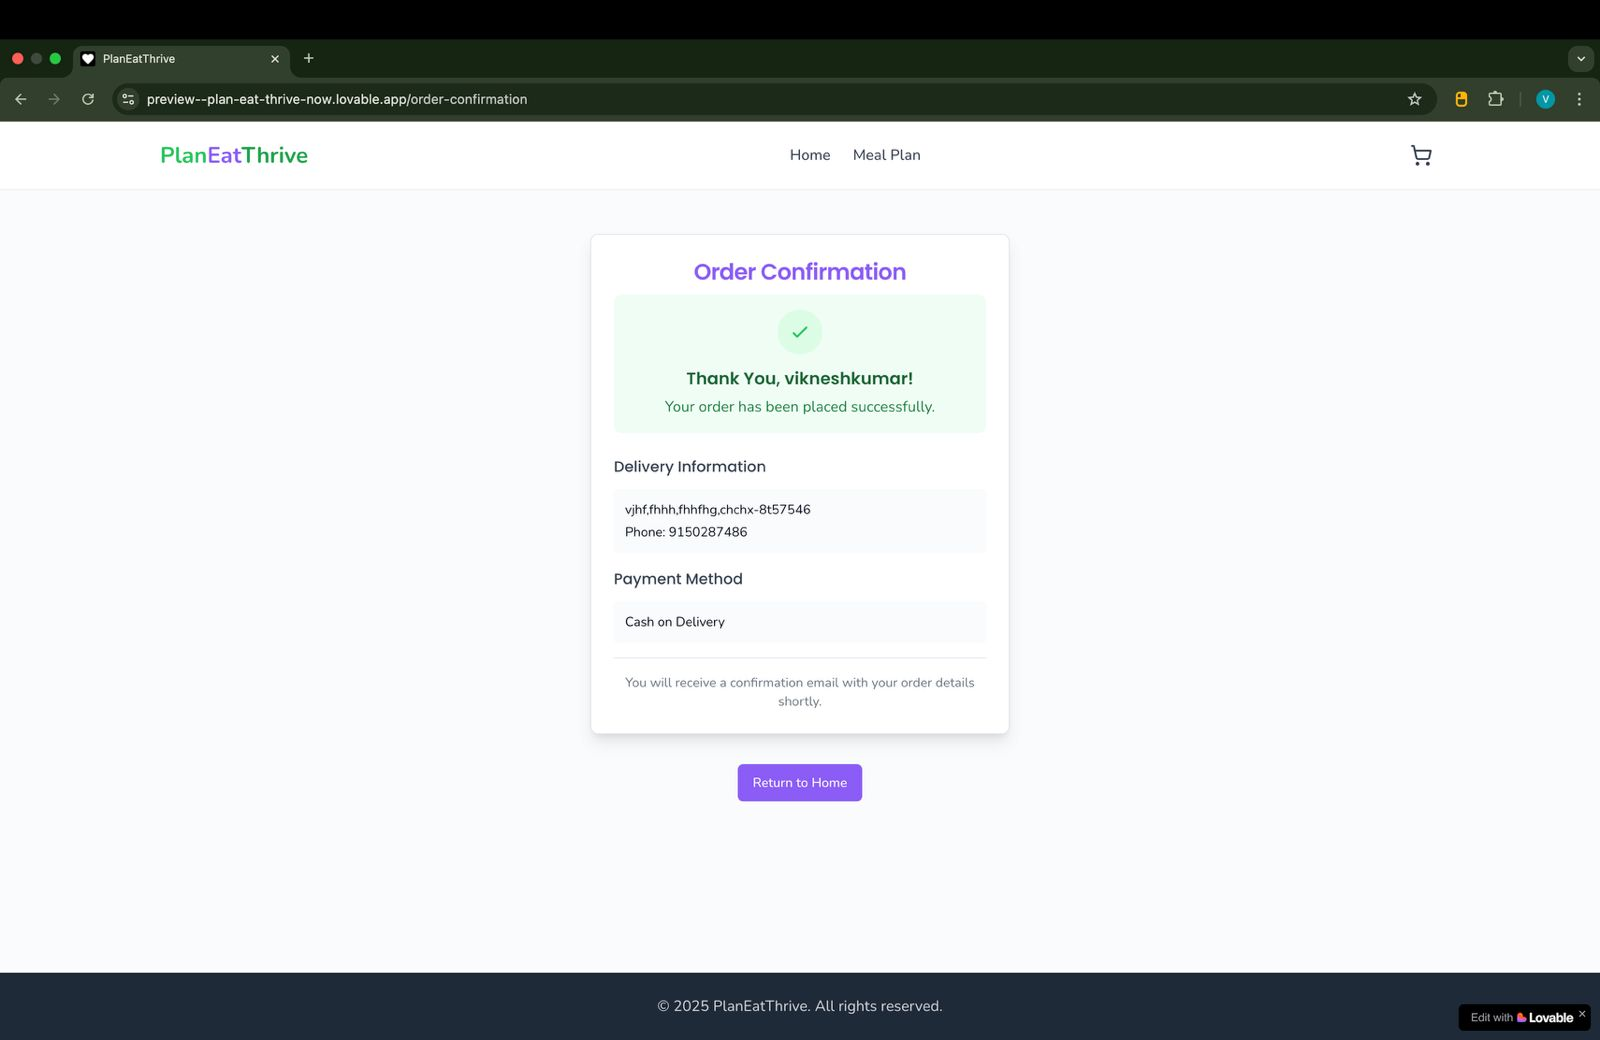 PlanEatThrive
preview--plan-eat-thrive-now.lovable.app/order-confirmation
V
PlanEatThrive
Home
Meal Plan
Order Confirmation
Thank You, vikneshkumar!
Your order has been placed successfully.
Delivery Information
vjhf,fhhh,fhhfhg,chchx-8t57546
Phone: 9150287486
Payment Method
Cash on Delivery
You will receive a confirmation email with your order details
shortly.
Return to Home
© 2025 PlanEatThrive. All rights reserved.
Edit with Lovable